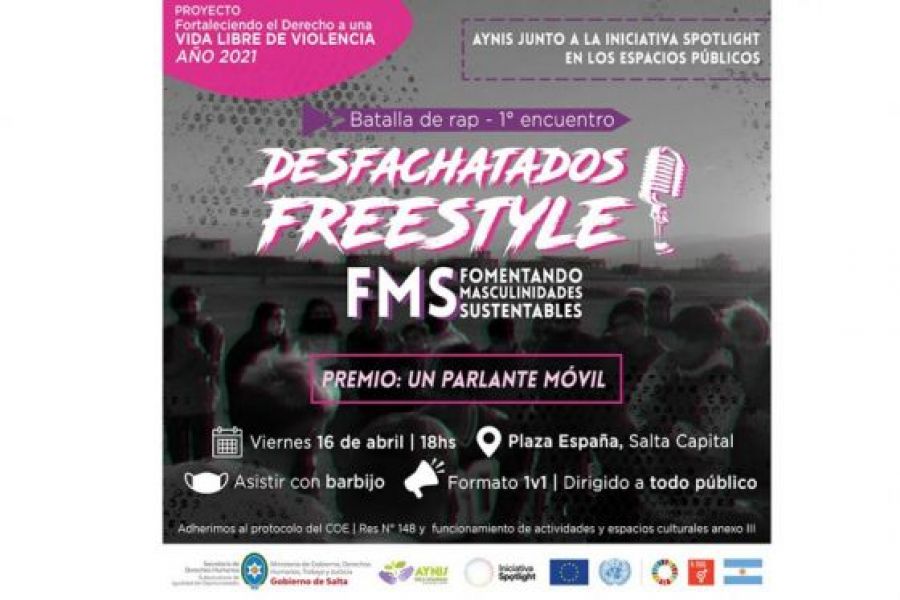 PROYECTO
Fortaleciendo el Derecho a una
VIDA LIBRE DE VIOLENCIA
AÑO 2021
AYNIS JUNTO A LA INICIATIVA SPOTLIGHT
EN LOS ESPACIOS PÚBLICOS
Batalla de rap - 1° encuentro
DESFACHATADOS
FREESTYLE
FMS
FOMENTANDO
MASCULINIDADES
SUSTENTABLES
PREMIO: UN PARLANTE MÓVIL
Viernes 16 de abril | 18hs
Plaza España, Salta Capital
Asistir con barbijo
Formato 1v1 | Dirigido a todo público
Adherimos al protocolo del COE | Res N° 148 y funcionamiento de actividades y espacios culturales anexo III
Secretaría de
Derechos Humanos
Ministerio de Gobierno, Derechos
Humanos, Trabajo y Justicia
Gobierno de Salta
AYNIS
Iniciativa
Spotlight